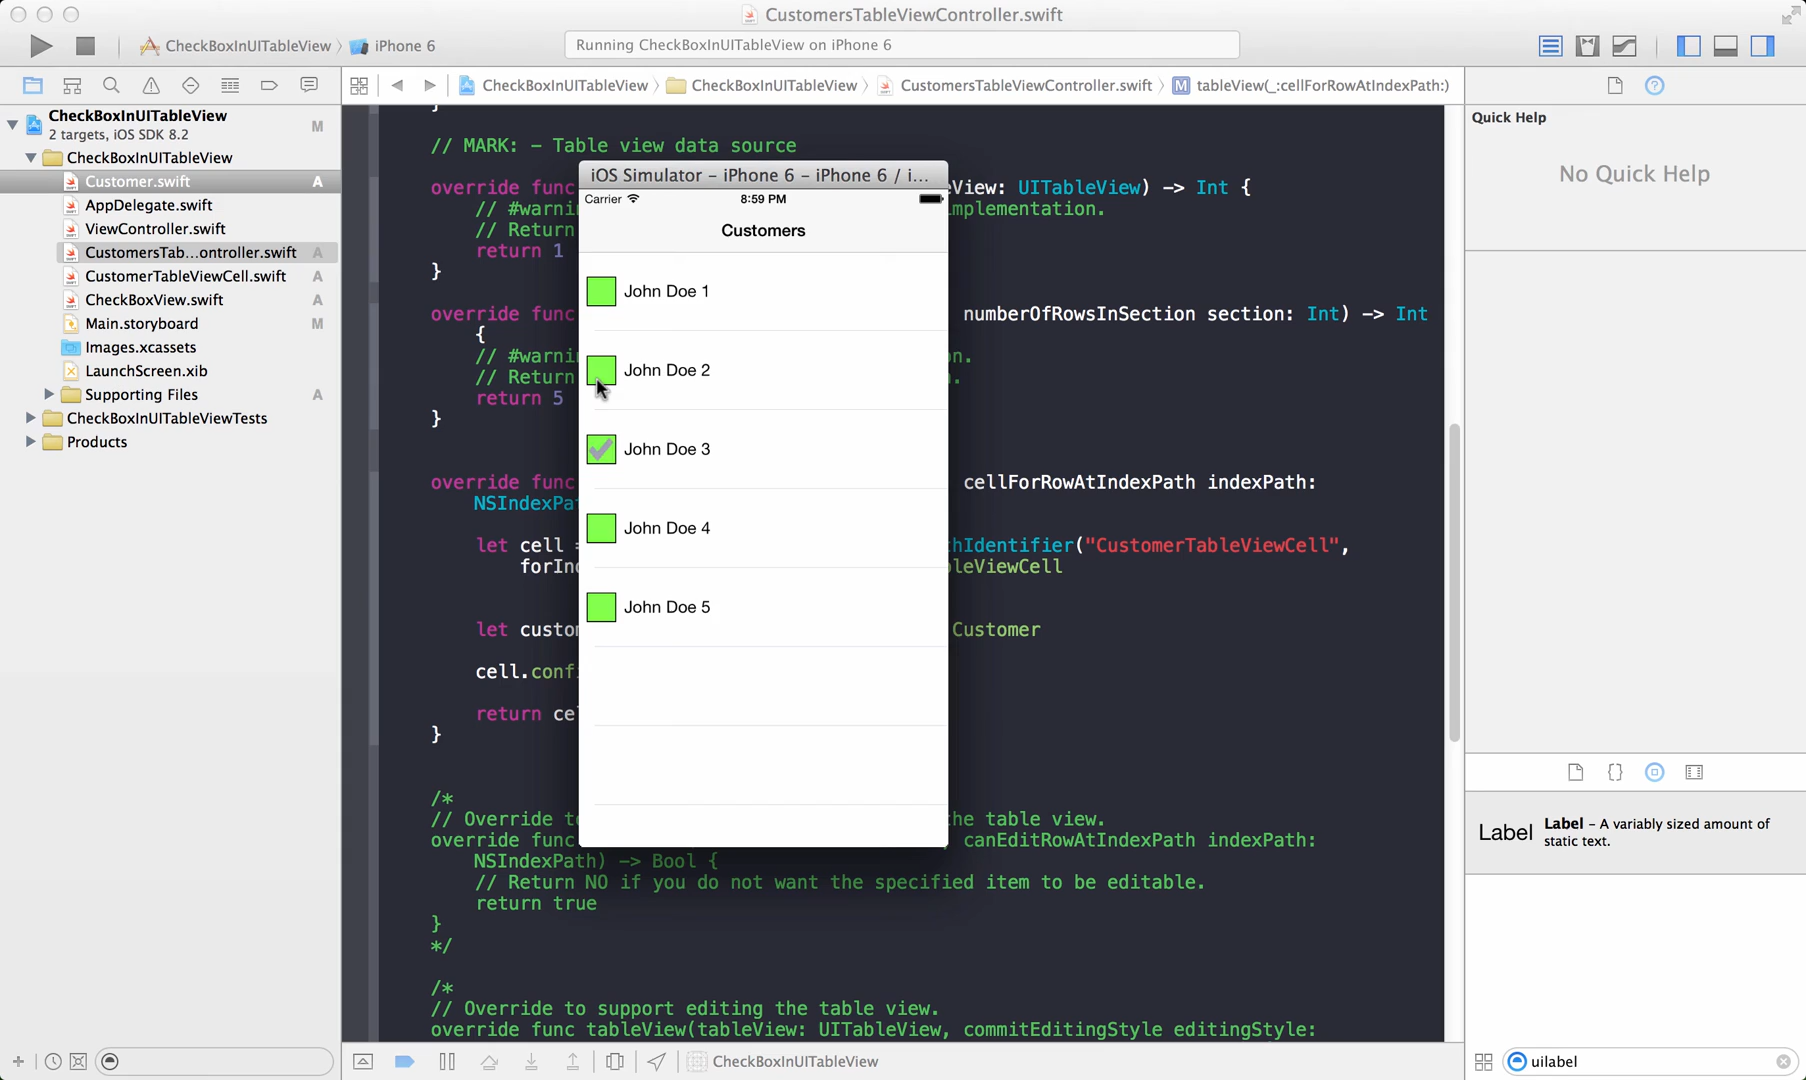 CustomersTableViewController.swift
CheckBoxInUITableView
iPhone 6
Running CheckBoxInUITableView on iPhone 6
CheckBoxInUITableView
CheckBoxInUITableView
CustomersTableViewController.swift
M
tableView(_:cellForRowAtIndexPath:)
CheckBoxInUITableView
2 targets, iOS SDK 8.2
M
CheckBoxInUITableView
Customer.swift
A
AppDelegate.swift
ViewController.swift
CustomersTab...ontroller.swift
A
CustomerTableViewCell.swift
A
CheckBoxView.swift
A
Main.storyboard
M
Images.xcassets
LaunchScreen.xib
Supporting Files
A
CheckBoxInUITableViewTests
Products
}
// MARK: - Table view data source
override func
View: UITableView) -> Int {
// #warni
mplementation.
// Return
return 1
}
override func
numberOfRowsInSection section: Int) -> Int
{
// #warni
n.
// Return
.
return 5
}
override func
cellForRowAtIndexPath indexPath:
NSIndexPa
let cell =
hIdentifier("CustomerTableViewCell",
forInd
leViewCell
let custom
Customer
cell.confi
return cel
}
/*
// Override to
he table view.
override func
canEditRowAtIndexPath indexPath:
NSIndexPath) -> Bool {
// Return NO if you do not want the specified item to be editable.
return true
}
*/
/*
// Override to support editing the table view.
override func tableView(tableView: UITableView, commitEditingStyle editingStyle:
iOS Simulator - iPhone 6 - iPhone 6 / i...
Carrier
8:59 PM
Customers
John Doe 1
John Doe 2
John Doe 3
John Doe 4
John Doe 5
Quick Help
No Quick Help
Label
Label - A variably sized amount of
static text.
CheckBoxInUITableView
uilabel